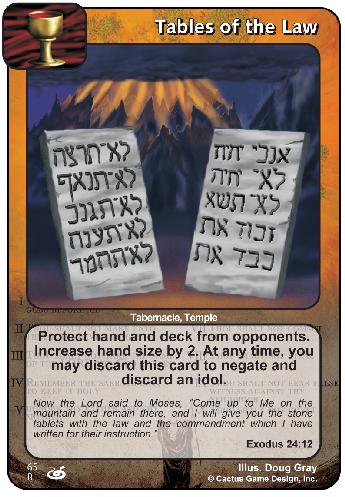 Tables of the Law
אנכי יהוה
לא יהיה
לא תשא
זכור את
כבד את
לא תרצח
לא תנאף
לא תגנב
לא תענה
לא תחמד
Tabernacle, Temple
Protect hand and deck from opponents.
Increase hand size by 2. At any time, you
may discard this card to negate and
discard an idol.
Now the Lord said to Moses, "Come up to Me on the
mountain and remain there, and I will give you the stone
tablets with the law and the commandment which I have
written for their instruction."
Exodus 24:12
65
R
Illus. Doug Gray
© Cactus Game Design, Inc.